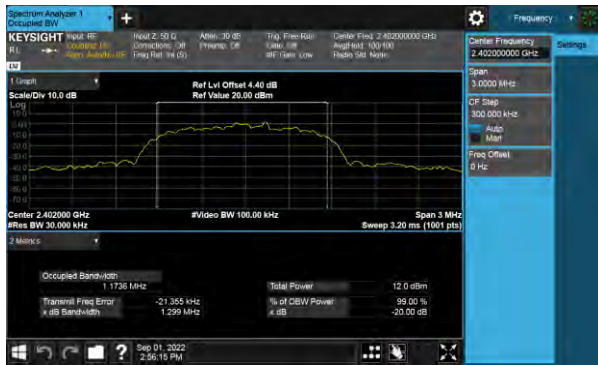 Spectrum Analyzer 1
Occupied BW
Frequency
KEYSIGHT
Input: RF
Input Z: 50 Ω
Atten: 30 dB
Trig: Free Run
Center Freq: 2.402000000 GHz
Coupling: DC
Corrections: Off
Preamp: Off
Gate: Off
Avg|Hold: 100/100
Freq Ref: Int (S)
#IF Gain: Low
Radio Std: None
Center Frequency
2.402000000 GHz
Settings
Span
3.0000 MHz
CF Step
300.000 kHz
Auto
Man
Freq Offset
0 Hz
1 Graph
Ref Lvl Offset 4.40 dB
Scale/Div 10.0 dB
Ref Value 20.00 dBm
Log
Center 2.402000 GHz
#Video BW 100.00 kHz
Span 3 MHz
#Res BW 30.000 kHz
Sweep 3.20 ms (1001 pts)
2 Metrics
Occupied Bandwidth
1.1736 MHz
Total Power
12.0 dBm
Transmit Freq Error
-21.355 kHz
% of OBW Power
99.00 %
x dB Bandwidth
1.299 MHz
x dB
-20.00 dB
?
Sep 01, 2022
2:56:15 PM